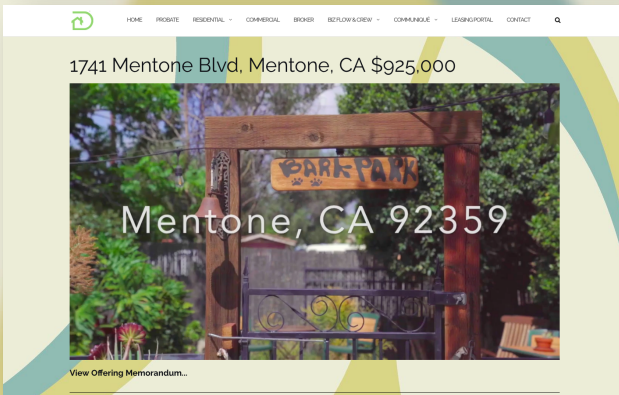 HOME PROBATE RESIDENTIAL COMMERCIAL BROKER BIZ FLOW & CREW COMMUNIQUÉ LEASING PORTAL CONTACT
1741 Mentone Blvd, Mentone, CA $925,000
BARK PARK
Mentone, CA 92359
View Offering Memorandum...